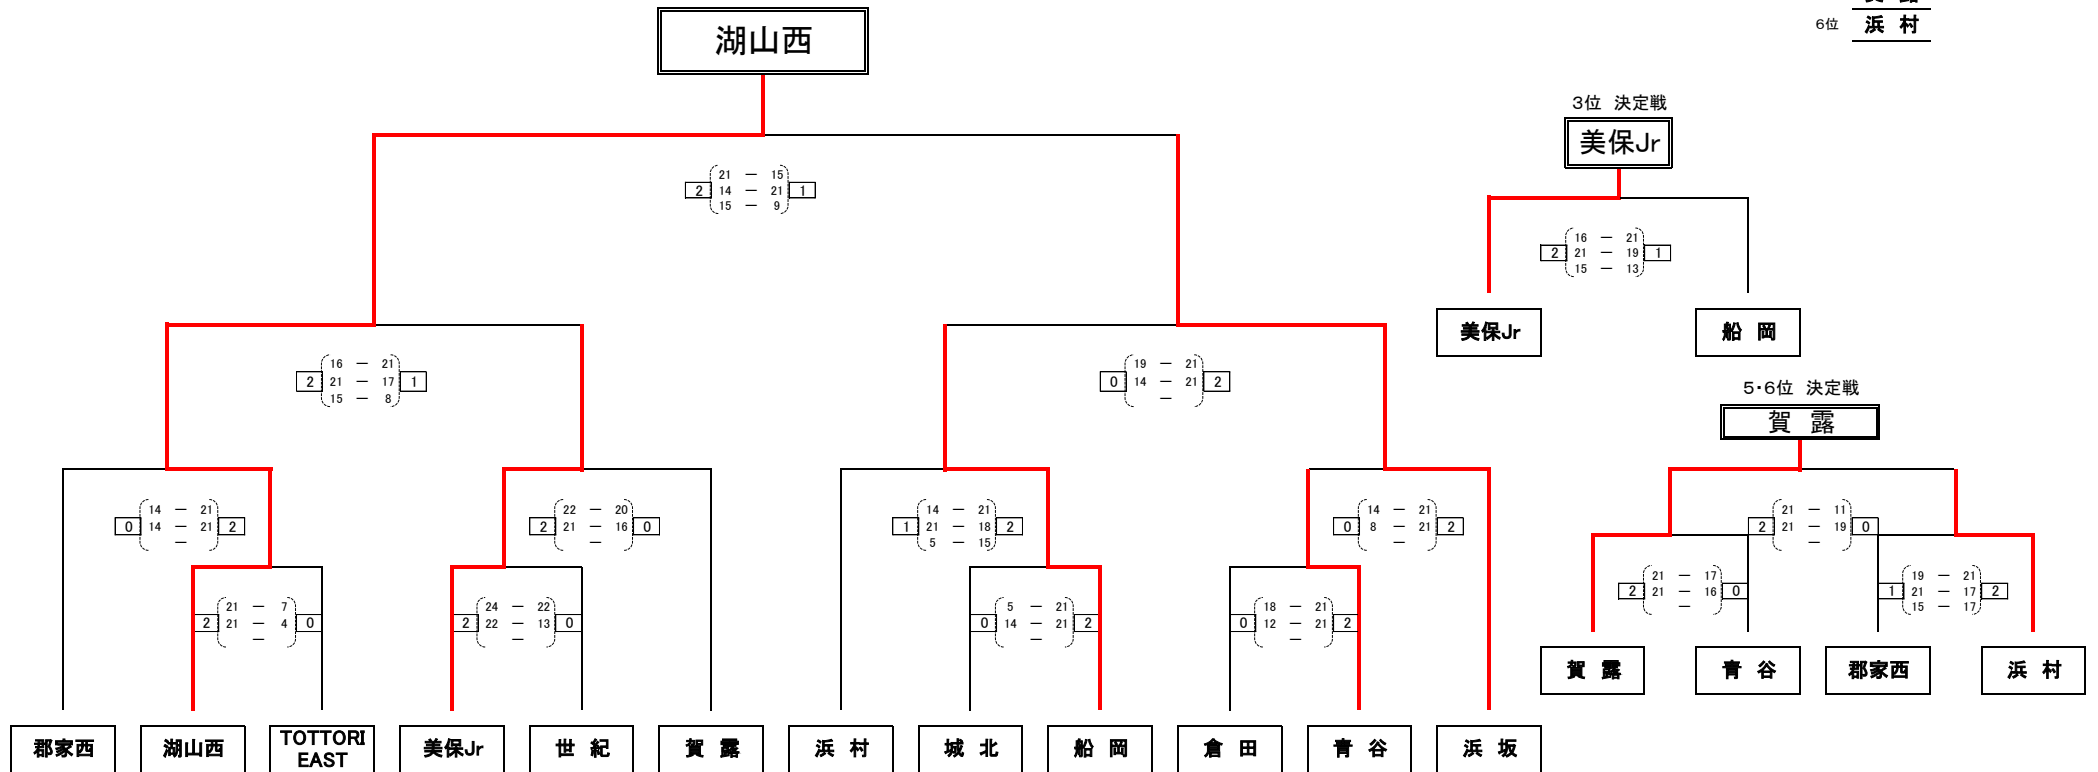 6位 浜 村
湖山西
3位 決定戦
美保Jr
21 － 15
2 14 － 21 1
15 － 9
16 － 21
2 21 － 19 1
15 － 13
美保Jr 船 岡
16 － 21
2 21 － 17 1
15 － 8
19 － 21
0 14 － 21 2
－
5・6位 決定戦
賀 露
14 － 21
0 14 － 21 2
－
22 － 20
2 21 － 16 0
－
14 － 21
1 21 － 18 2
5 － 15
14 － 21
0 8 － 21 2
－
21 － 11
2 21 － 19 0
－
21 － 17
2 21 － 16 0
－
19 － 21
1 21 － 17 2
15 － 17
21 － 7
2 21 － 4 0
－
24 － 22
2 22 － 13 0
－
5 － 21
0 14 － 21 2
－
18 － 21
0 12 － 21 2
－
賀 露 青 谷 郡家西 浜 村
郡家西 湖山西 TOTTORI EAST 美保Jr 世 紀 賀 露 浜 村 城 北 船 岡 倉 田 青 谷 浜 坂